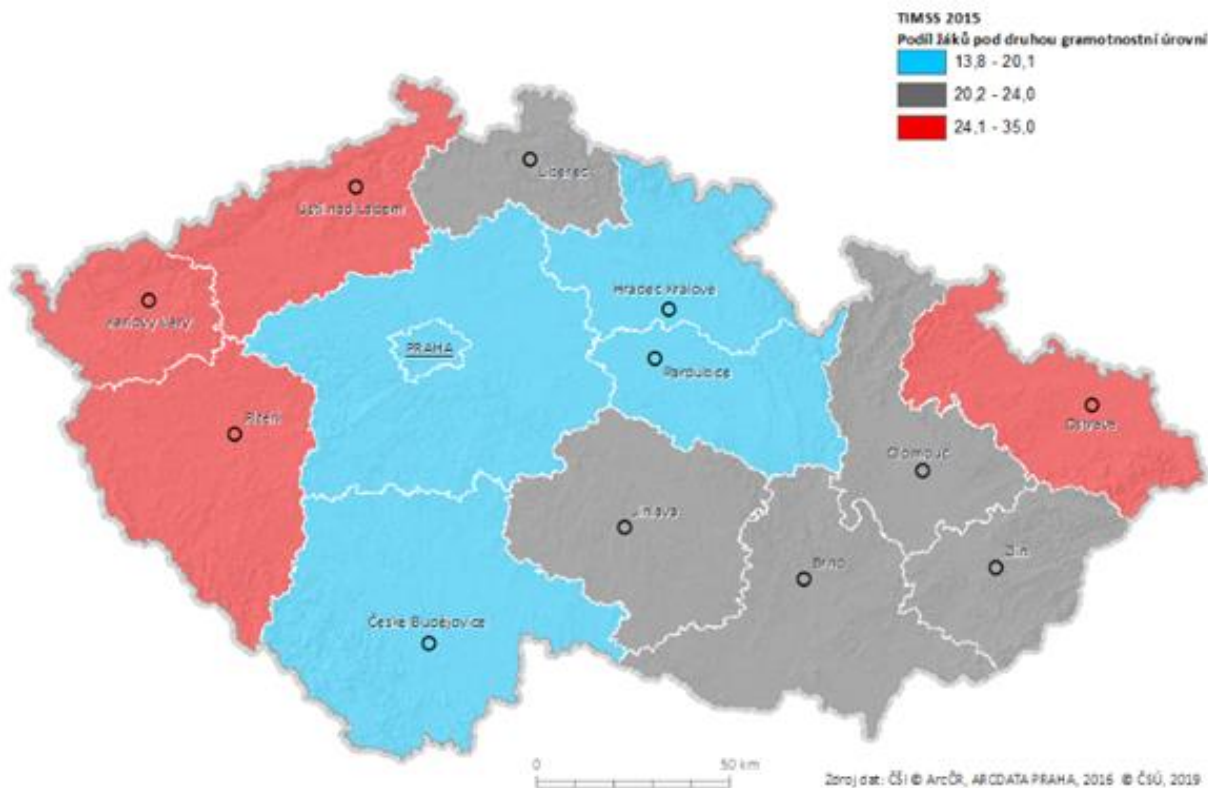 TIMSS 2015
Podíl žáků pod druhou gramotnostní úrovní
13,8 - 20,1
20,2 - 24,0
24,1 - 35,0
Liberec
Ústí nad Labem
Hradec Králové
Karlovy Vary
PRAHA
Pardubice
Plzeň
Ostrava
Olomouc
Jihlava
Brno
Zlín
České Budějovice
0 50 km
Zdroj dat: ČŠI © ArcČR, ARCDATA PRAHA, 2016 © ČSÚ, 2019